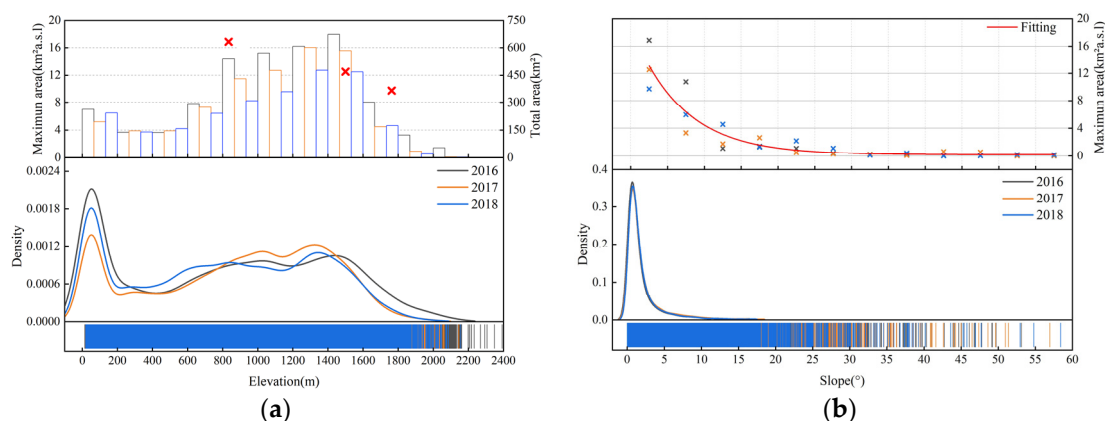 (a)
20
16
12
8
4
0
Maximun area(km²a.s.l)
750
600
450
300
150
0
Total area(km²)
0.0024
0.0018
0.0012
0.0006
0.0000
Density
2016
2017
2018
0 200 400 600 800 1000 1200 1400 1600 1800 2000 2200 2400
Elevation(m)
(a)
(b)
Fitting
20
16
12
8
4
0
Maximun area(km²a.s.l)
0.4
0.3
0.2
0.1
0.0
Density
2016
2017
2018
0 5 10 15 20 25 30 35 40 45 50 55 60
Slope(°)
(b)